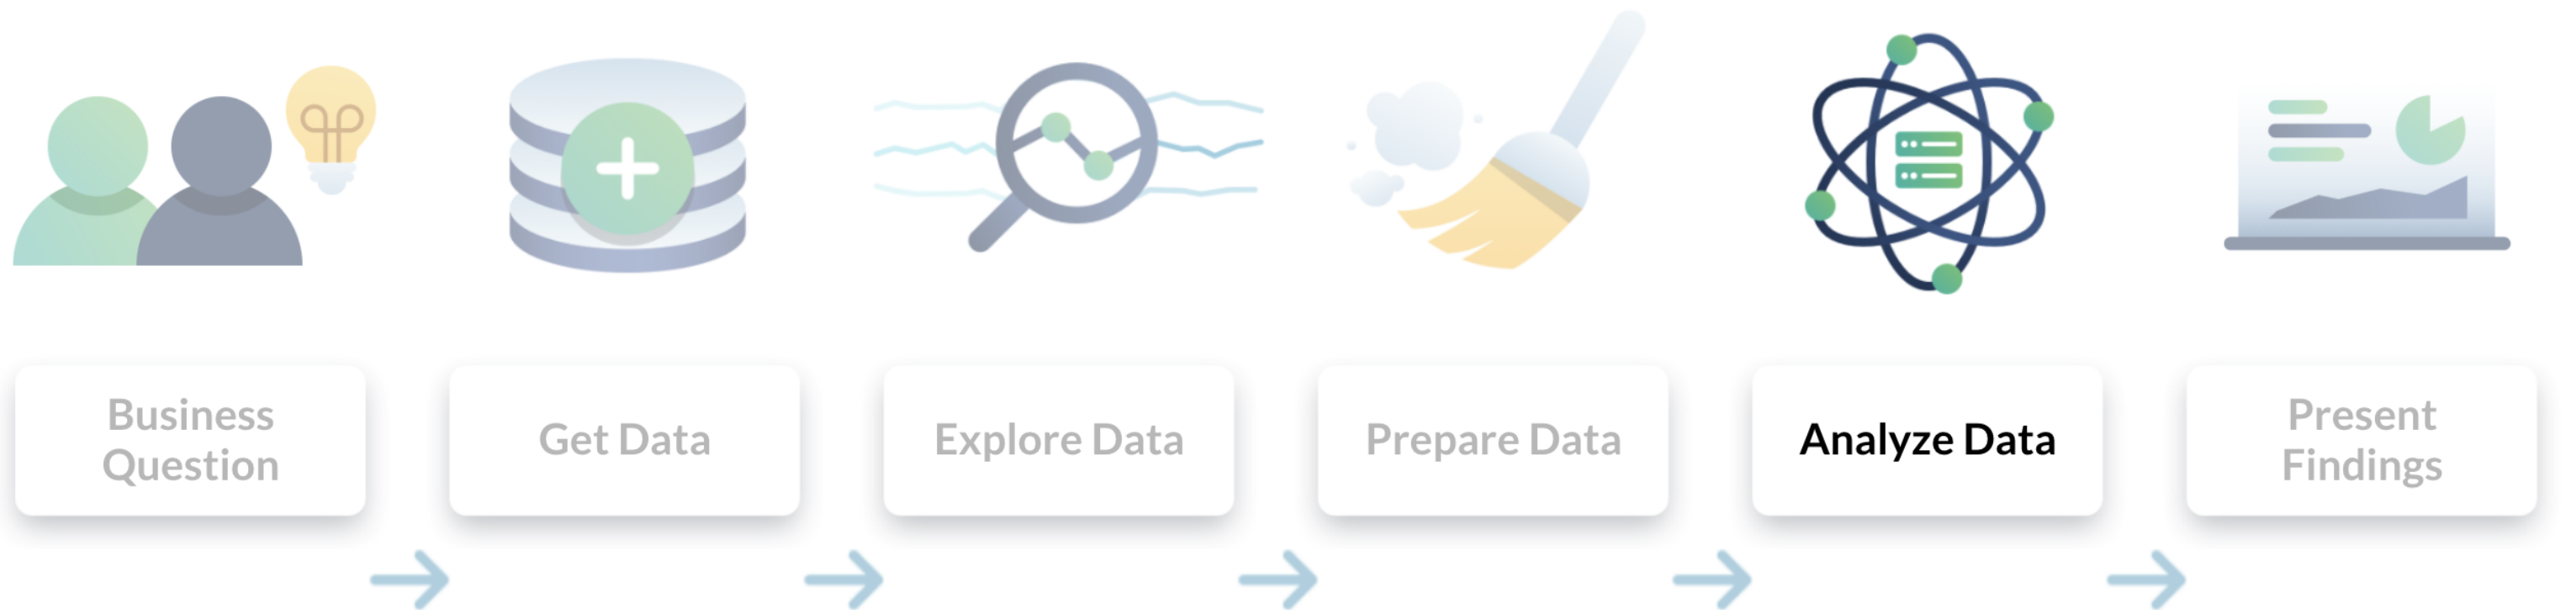 Business
Question
Get Data
Explore Data
Prepare Data
Analyze Data
Present
Findings